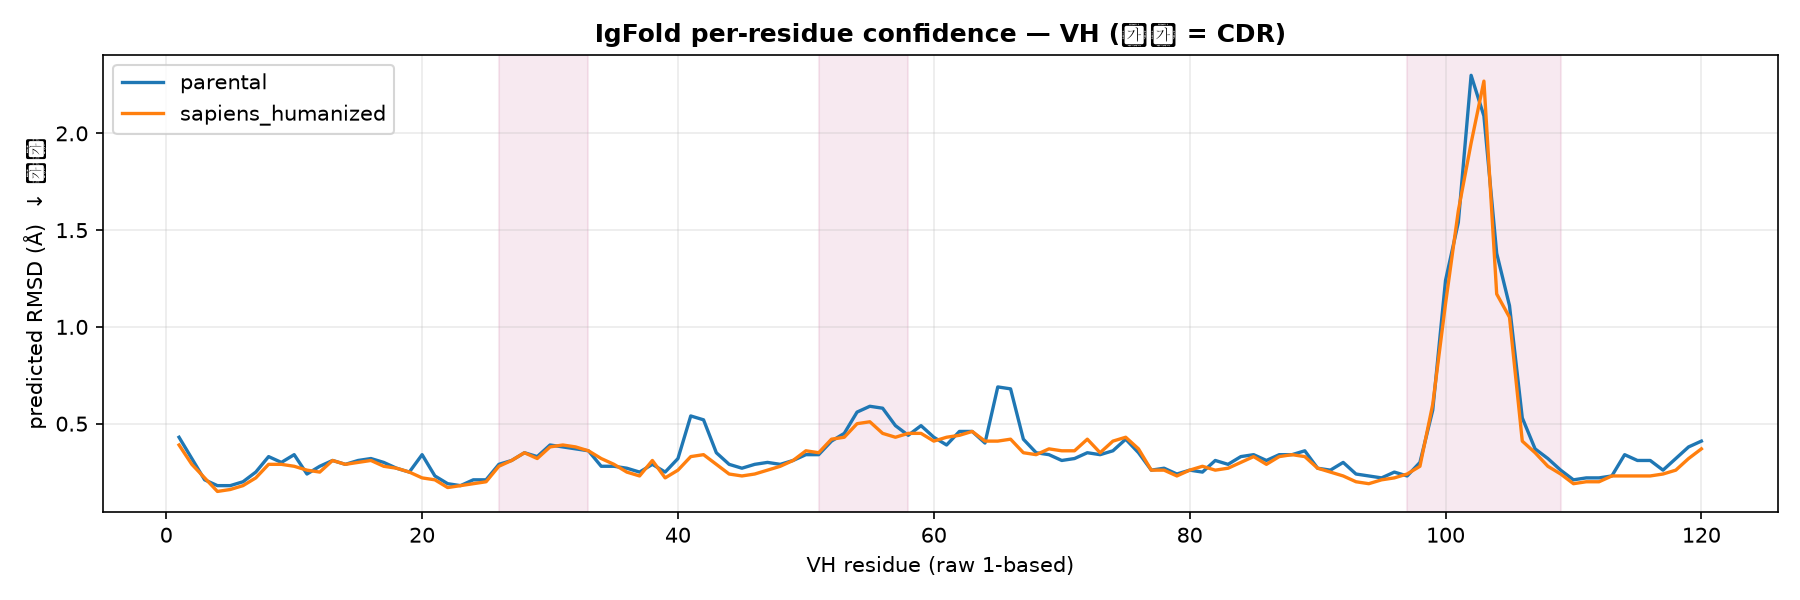 IgFold per-residue confidence — VH ( = CDR)
parental
sapiens_humanized
predicted RMSD (Å) ↓
2.0
1.5
1.0
0.5
0 20 40 60 80 100 120
VH residue (raw 1-based)